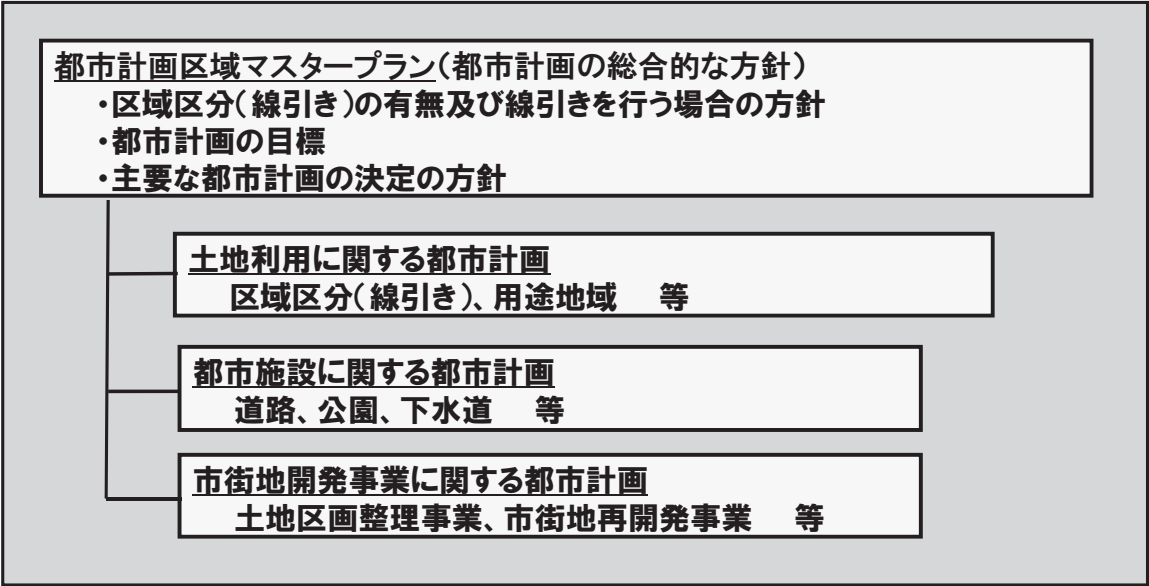 都市計画区域マスタープラン(都市計画の総合的な方針)
・区域区分(線引き)の有無及び線引きを行う場合の方針
・都市計画の目標
・主要な都市計画の決定の方針
土地利用に関する都市計画
区域区分(線引き)、用途地域 等
都市施設に関する都市計画
道路、公園、下水道 等
市街地開発事業に関する都市計画
土地区画整理事業、市街地再開発事業 等